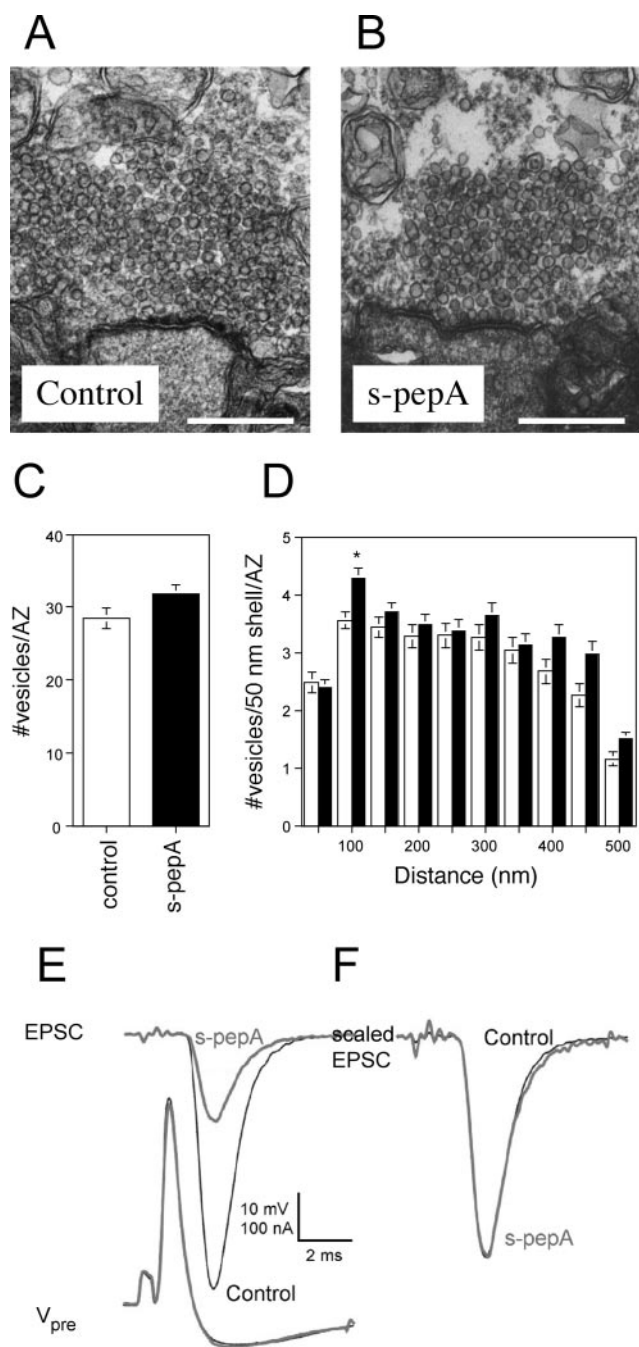 A
B
Control
s-pepA
C
D
#vesicles/AZ
40
30
20
10
0
control
s-pepA
#vesicles/50 nm shell/AZ
5
4
3
2
1
0
*
100
200
300
400
500
Distance (nm)
E
F
EPSC
s-pepA
scaled
EPSC
Control
10 mV
100 nA
2 ms
Control
s-pepA
Vpre